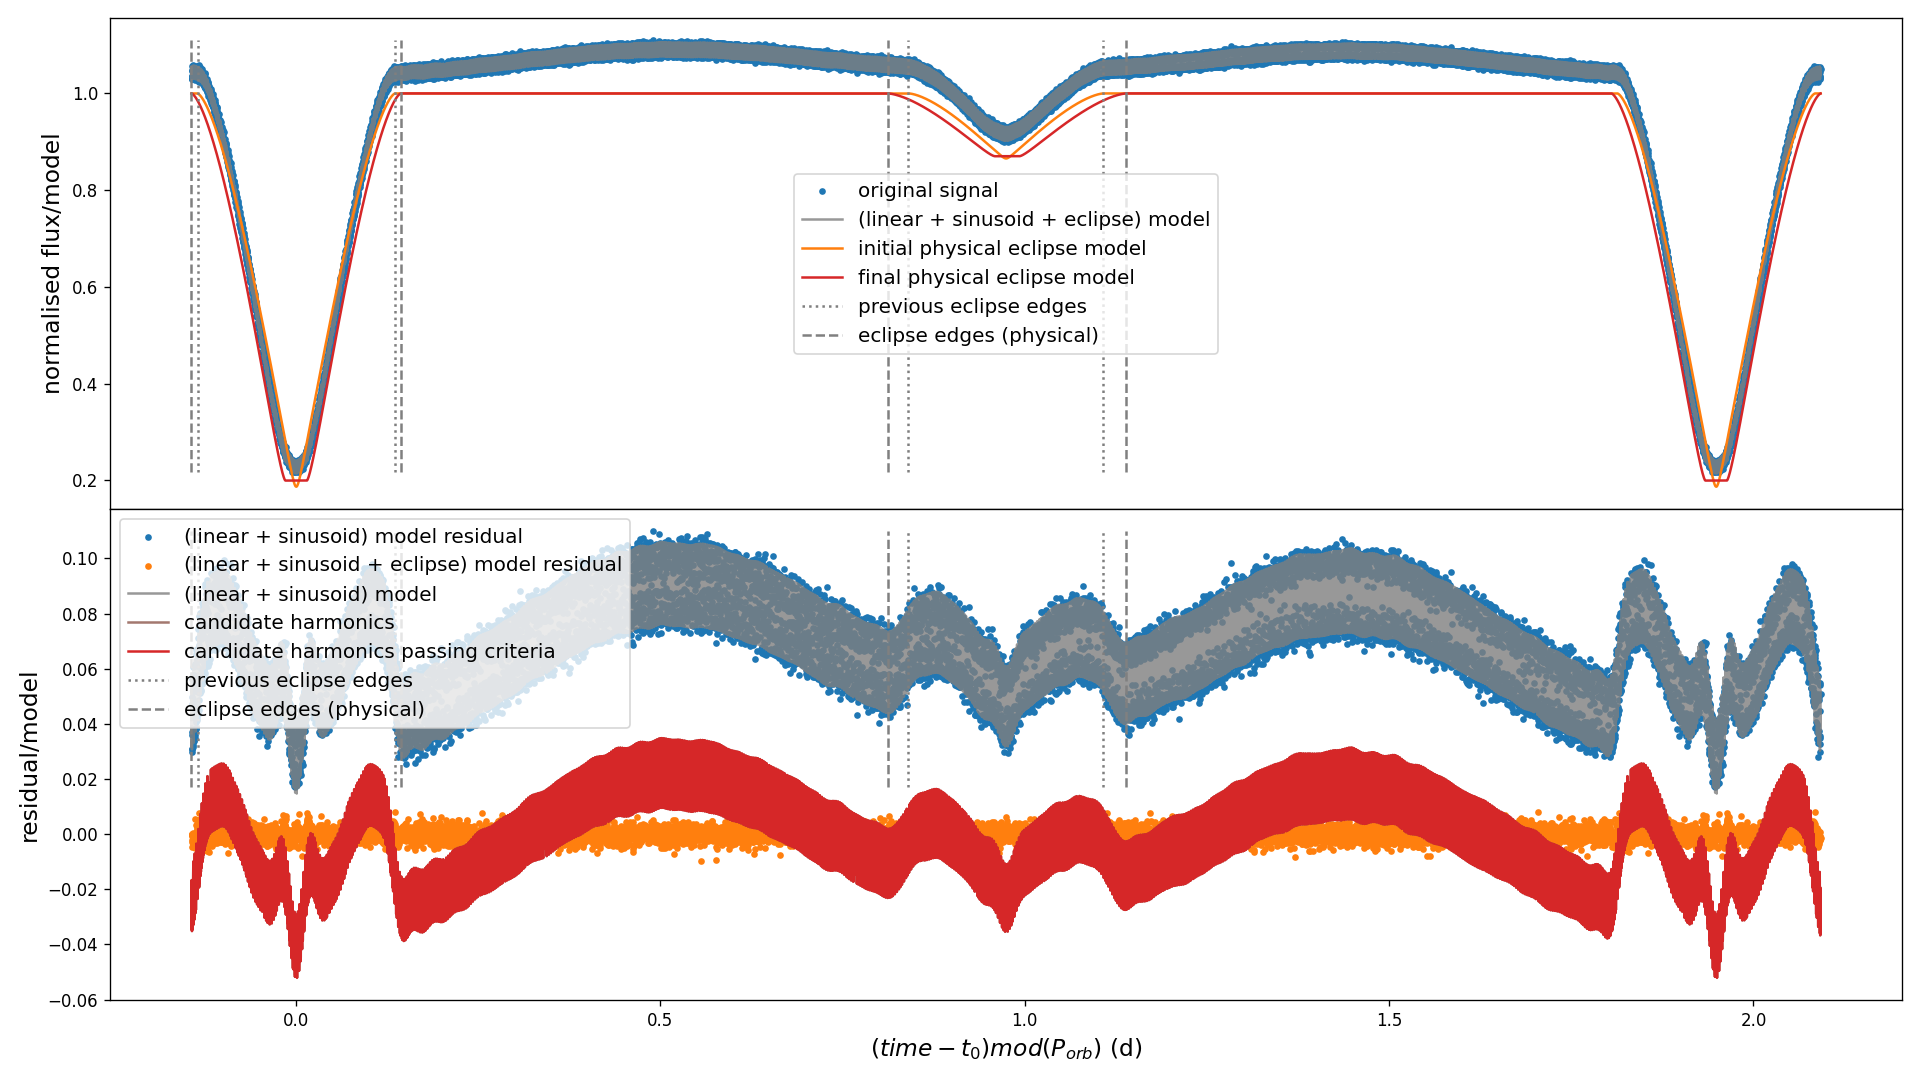 normalised flux/model
1.0
0.8
0.6
0.4
0.2
original signal
(linear + sinusoid + eclipse) model
initial physical eclipse model
final physical eclipse model
previous eclipse edges
eclipse edges (physical)
residual/model
0.10
0.08
0.06
0.04
0.02
0.00
−0.02
−0.04
−0.06
(linear + sinusoid) model residual
(linear + sinusoid + eclipse) model residual
(linear + sinusoid) model
candidate harmonics
candidate harmonics passing criteria
previous eclipse edges
eclipse edges (physical)
0.0 0.5 1.0 1.5 2.0
(time − t₀)mod(Pₒᵣb) (d)